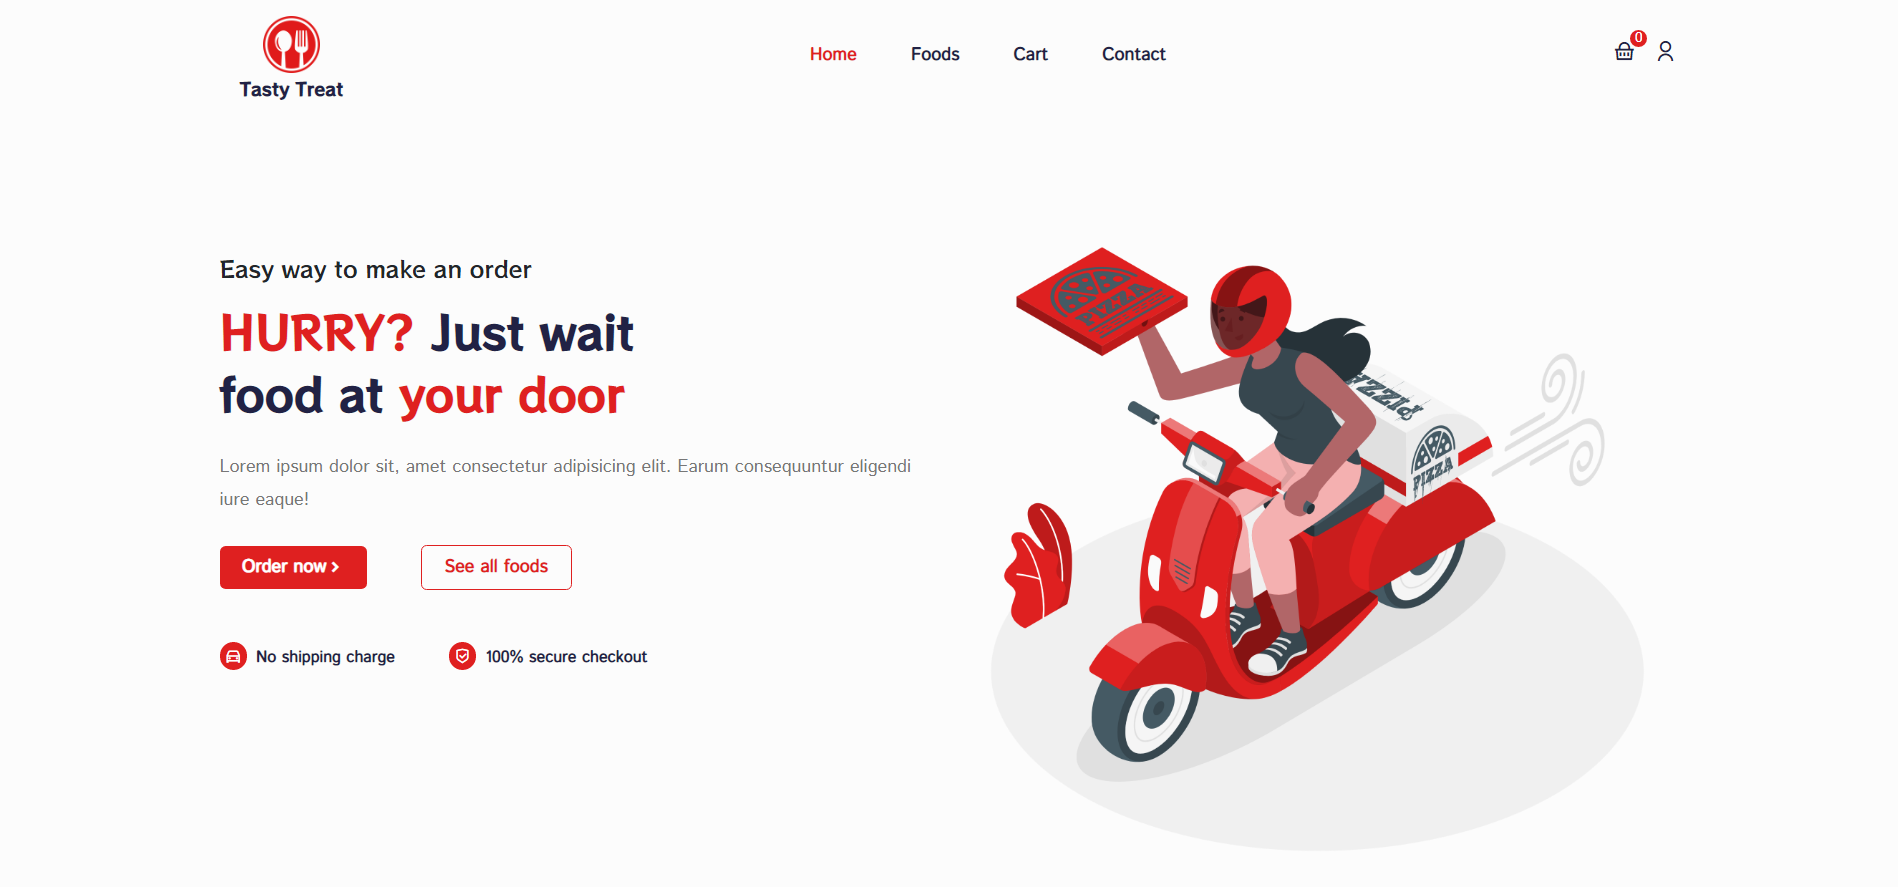 Tasty Treat
Home Foods Cart Contact
0
Easy way to make an order
HURRY? Just wait
food at your door
Lorem ipsum dolor sit, amet consectetur adipisicing elit. Earum consequuntur eligendi
iure eaque!
Order now
See all foods
No shipping charge
100% secure checkout
PIZZA
PIZZA
PIZZA